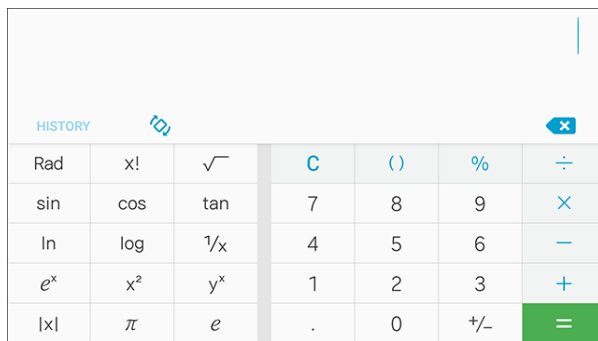 HISTORY
Rad x! √ C ( ) % ÷
sin cos tan 7 8 9 ×
ln log 1/x 4 5 6 −
eˣ x² yˣ 1 2 3 +
|x| π e . 0 +/− =